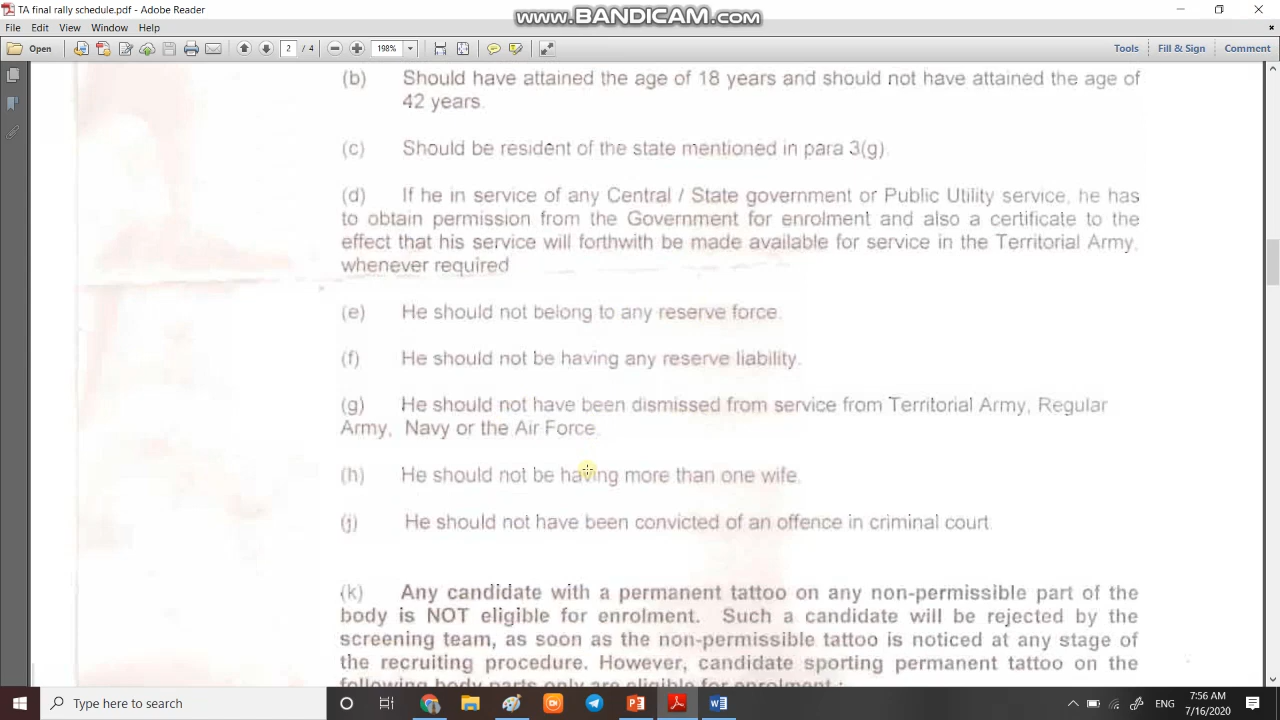 TA final rally schedule.pdf - Adobe Reader
WWW.BANDICAM.COM
File Edit View Window Help
Open 2 / 4 198% Tools Fill & Sign Comment
(b) Should have attained the age of 18 years and should not have attained the age of
42 years.
(c) Should be resident of the state mentioned in para 3(g).
(d) If he in service of any Central / State government or Public Utility service, he has
to obtain permission from the Government for enrolment and also a certificate to the
effect that his service will forthwith be made available for service in the Territorial Army,
whenever required
(e) He should not belong to any reserve force.
(f) He should not be having any reserve liability.
(g) He should not have been dismissed from service from Territorial Army, Regular
Army, Navy or the Air Force.
(h) He should not be having more than one wife.
(j) He should not have been convicted of an offence in criminal court.
(k) Any candidate with a permanent tattoo on any non-permissible part of the
body is NOT eligible for enrolment. Such a candidate will be rejected by the
screening team, as soon as the non-permissible tattoo is noticed at any stage of
the recruiting procedure. However, candidate sporting permanent tattoo on the
following body parts only are eligible for enrolment :
Type here to search
ENG
7:56 AM
7/16/2020